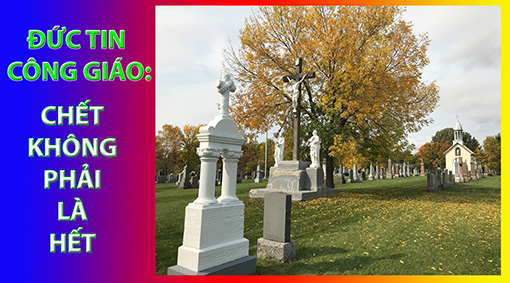 ĐỨC TIN
CÔNG GIÁO:
CHẾT
KHÔNG
PHẢI
LÀ
HẾT